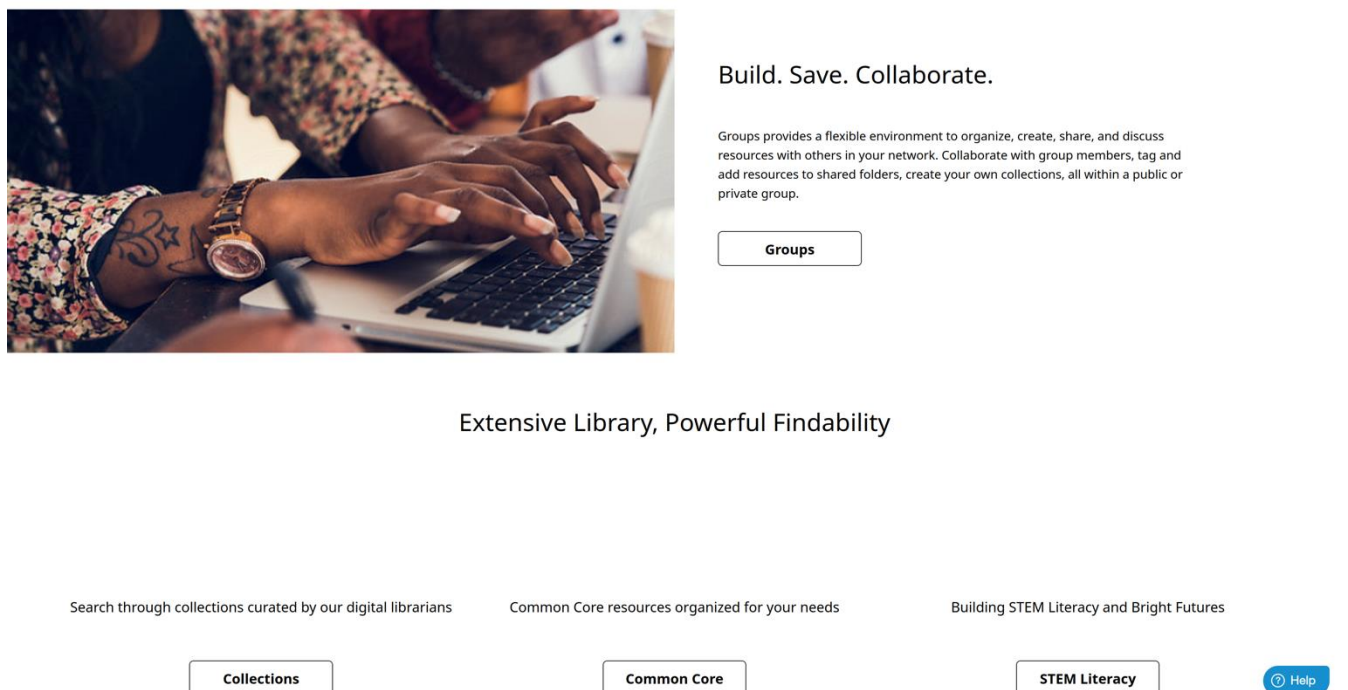 Build. Save. Collaborate.
Groups provides a flexible environment to organize, create, share, and discuss
resources with others in your network. Collaborate with group members, tag and
add resources to shared folders, create your own collections, all within a public or
private group.
Groups
Extensive Library, Powerful Findability
Search through collections curated by our digital librarians
Common Core resources organized for your needs
Building STEM Literacy and Bright Futures
Collections
Common Core
STEM Literacy
Help